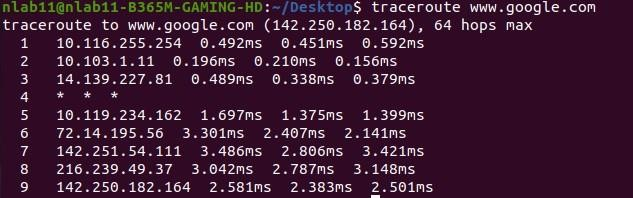 nlab11@nlab11-B365M-GAMING-HD:~/Desktop$ traceroute www.google.com
traceroute to www.google.com (142.250.182.164), 64 hops max
1 10.116.255.254 0.492ms 0.451ms 0.592ms
2 10.103.1.11 0.196ms 0.210ms 0.156ms
3 14.139.227.81 0.489ms 0.338ms 0.379ms
4 * * *
5 10.119.234.162 1.697ms 1.375ms 1.399ms
6 72.14.195.56 3.301ms 2.407ms 2.141ms
7 142.251.54.111 3.486ms 2.806ms 3.421ms
8 216.239.49.37 3.042ms 2.787ms 3.148ms
9 142.250.182.164 2.581ms 2.383ms 2.501ms